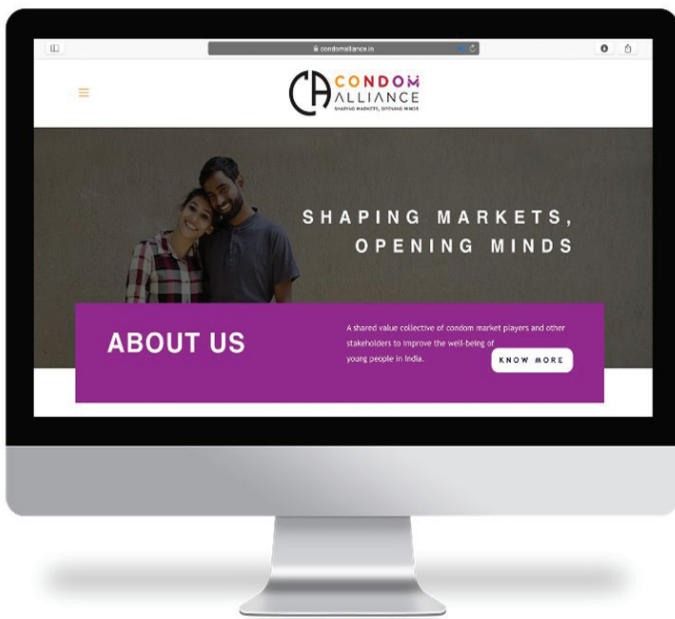 condomalliance.in
CA CONDOM
ALLIANCE
SHAPING MARKETS, OPENING MINDS
SHAPING MARKETS,
OPENING MINDS
ABOUT US
A shared value collective of condom market players and other
stakeholders to improve the well-being of
young people in India.
KNOW MORE